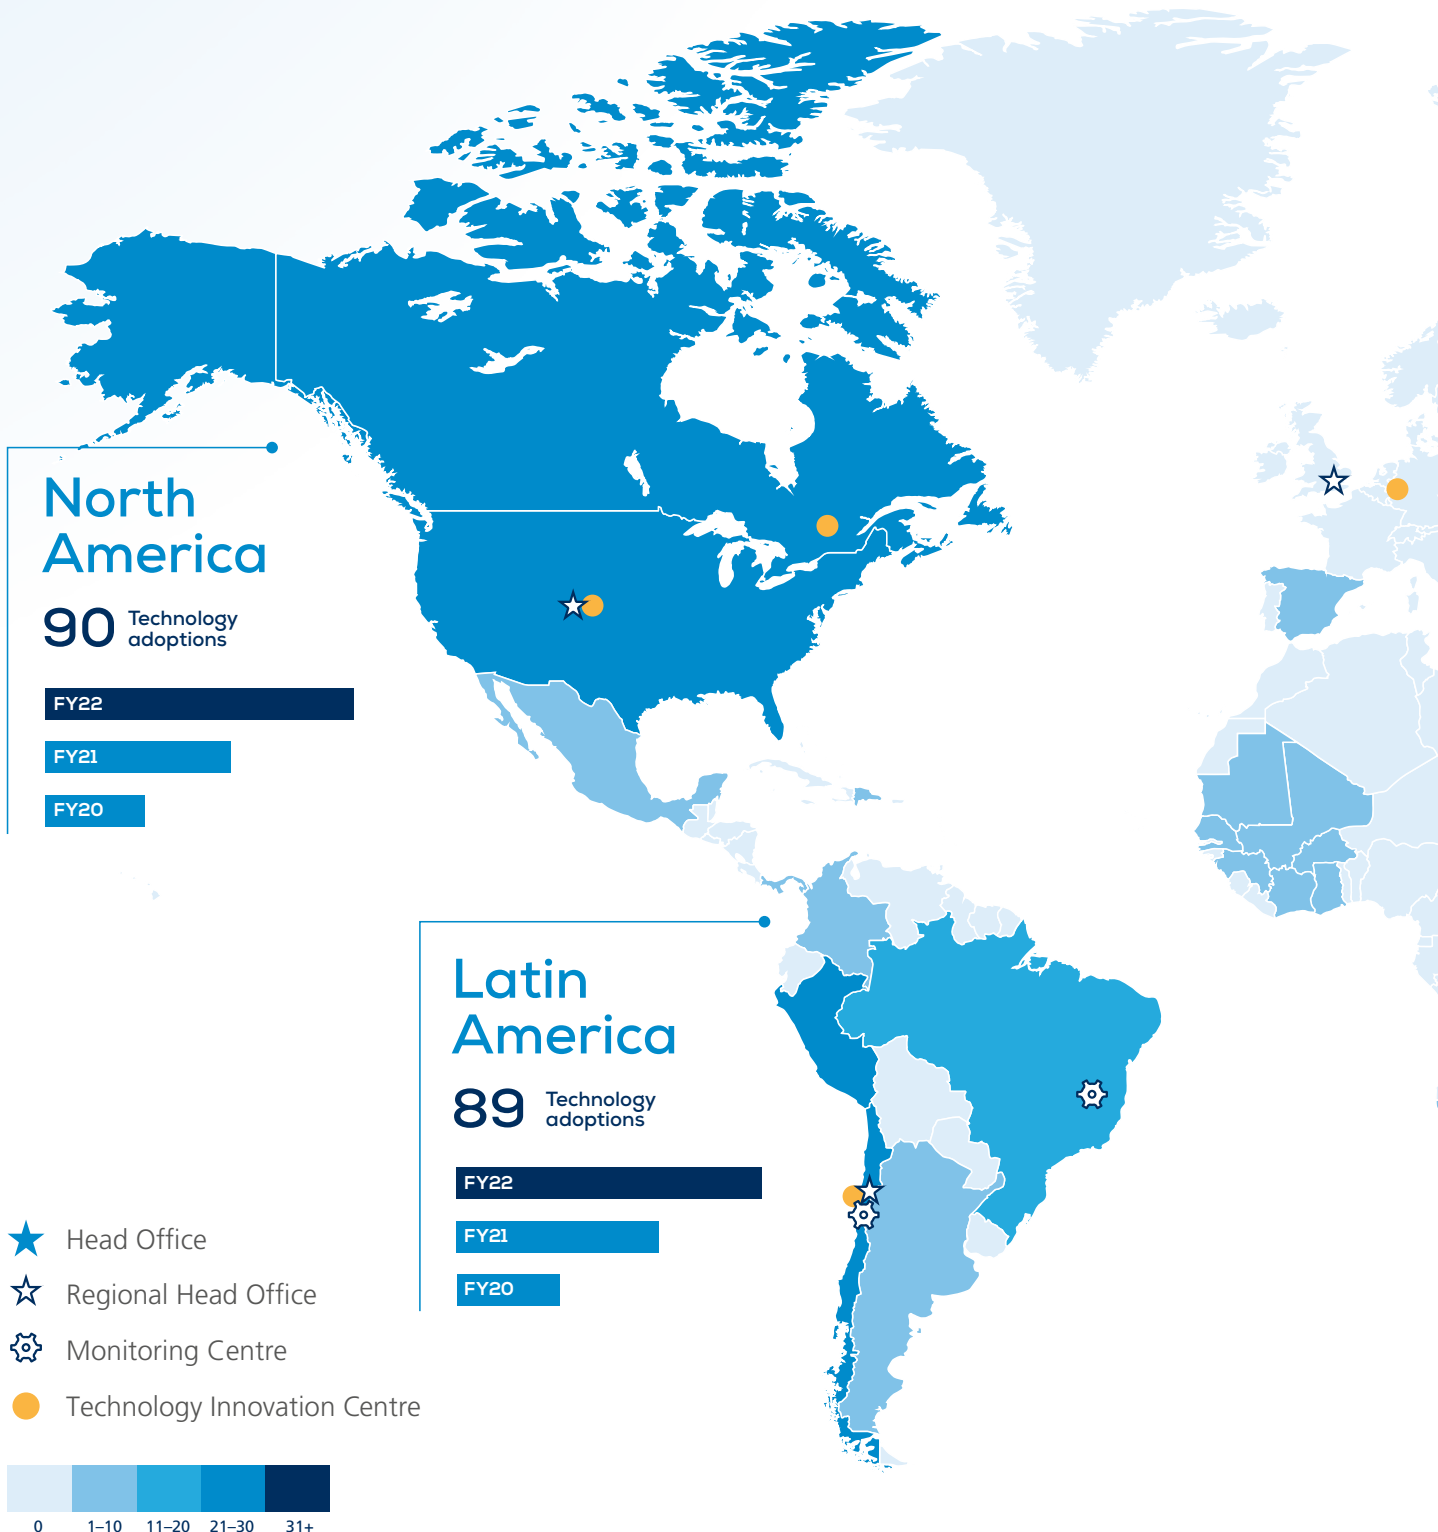 North
America
90 Technology
adoptions
FY22
FY21
FY20
Latin
America
89 Technology
adoptions
FY22
FY21
FY20
Head Office
Regional Head Office
Monitoring Centre
Technology Innovation Centre
0 1–10 11–20 21–30 31+